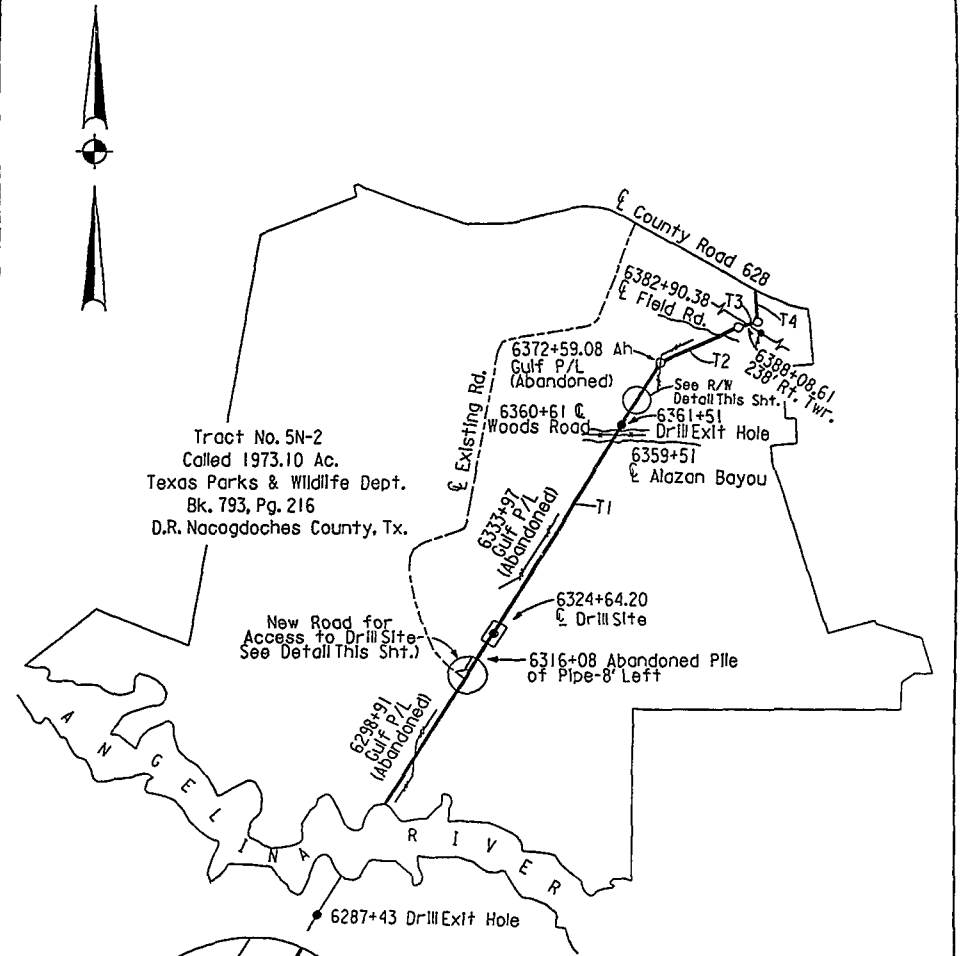 ℄ County Road 628
6382+90.38
℄ Field Rd.
T3
T4
6372+59.08 Ah
Gulf P/L
(Abandoned)
T2
6388+08.61
238' Rt. Twr.
See R/W
Detail This Sht.
6360+61 ℄
Woods Road
6361+51
Drill Exit Hole
6359+51
℄ Alazan Bayou
℄ Existing Rd.
Tract No. 5N-2
Called 1973.10 Ac.
Texas Parks & Wildlife Dept.
Bk. 793, Pg. 216
D.R. Nacogdoches County, Tx.
T1
6333+97
Gulf P/L
(Abandoned)
6324+64.20
℄ Drill Site
New Road for
Access to Drill Site
See Detail This Sht.)
6316+08 Abandoned Pile
of Pipe-8' Left
6298+91
Gulf P/L
(Abandoned)
ANGELINA RIVER
6287+43 Drill Exit Hole